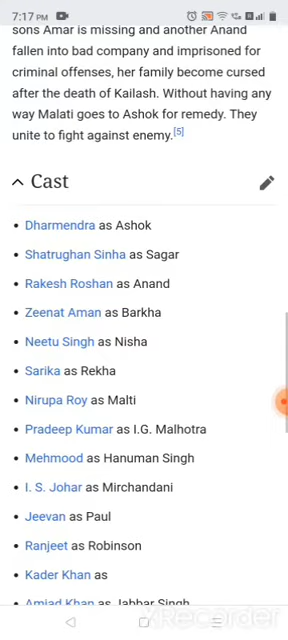 7:17 PM
sons Amar is missing and another Anand
fallen into bad company and imprisoned for
criminal offenses, her family become cursed
after the death of Kailash. Without having any
way Malati goes to Ashok for remedy. They
unite to fight against enemy.[5]
Cast
• Dharmendra as Ashok
• Shatrughan Sinha as Sagar
• Rakesh Roshan as Anand
• Zeenat Aman as Barkha
• Neetu Singh as Nisha
• Sarika as Rekha
• Nirupa Roy as Malti
• Pradeep Kumar as I.G. Malhotra
• Mehmood as Hanuman Singh
• I. S. Johar as Mirchandani
• Jeevan as Paul
• Ranjeet as Robinson
• Kader Khan as
• Amjad Khan as Jabbar Singh
XRecorder